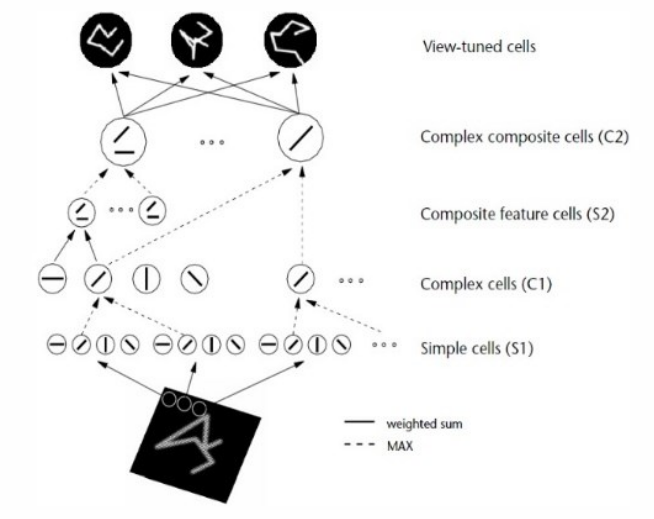 View-tuned cells
Complex composite cells (C2)
Composite feature cells (S2)
Complex cells (C1)
Simple cells (S1)
weighted sum
MAX